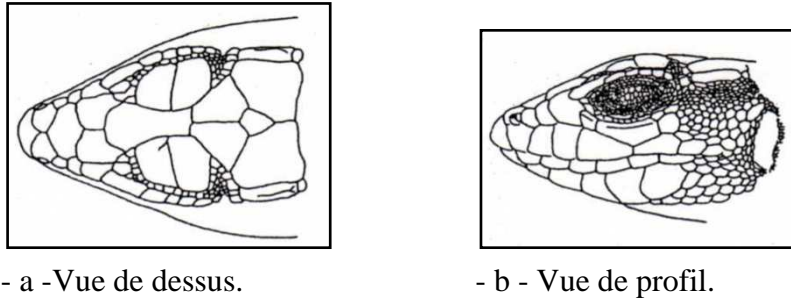 - a -Vue de dessus.
- b - Vue de profil.